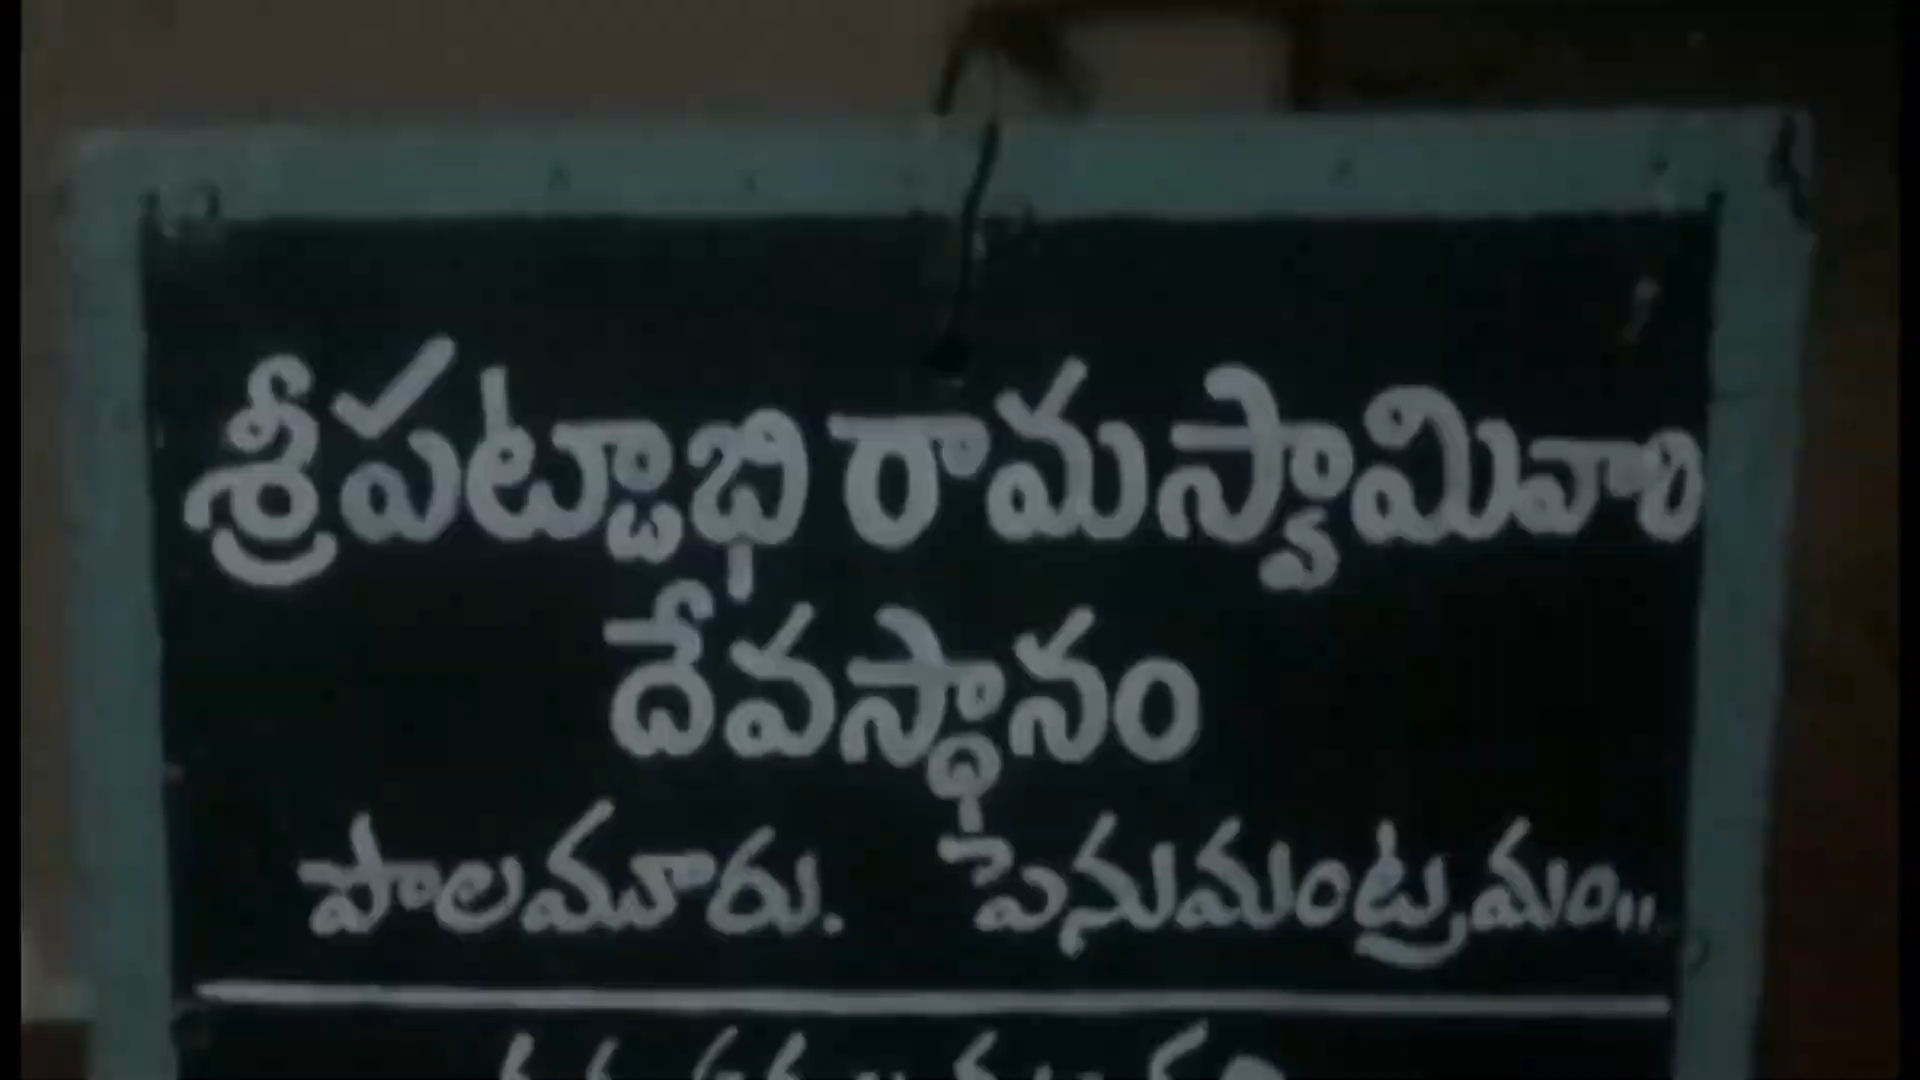 శ్రీ పట్టాభి రామస్వామి వారి
దేవస్థానం
పొలమూరు. పెనుమంట్ర మం॥